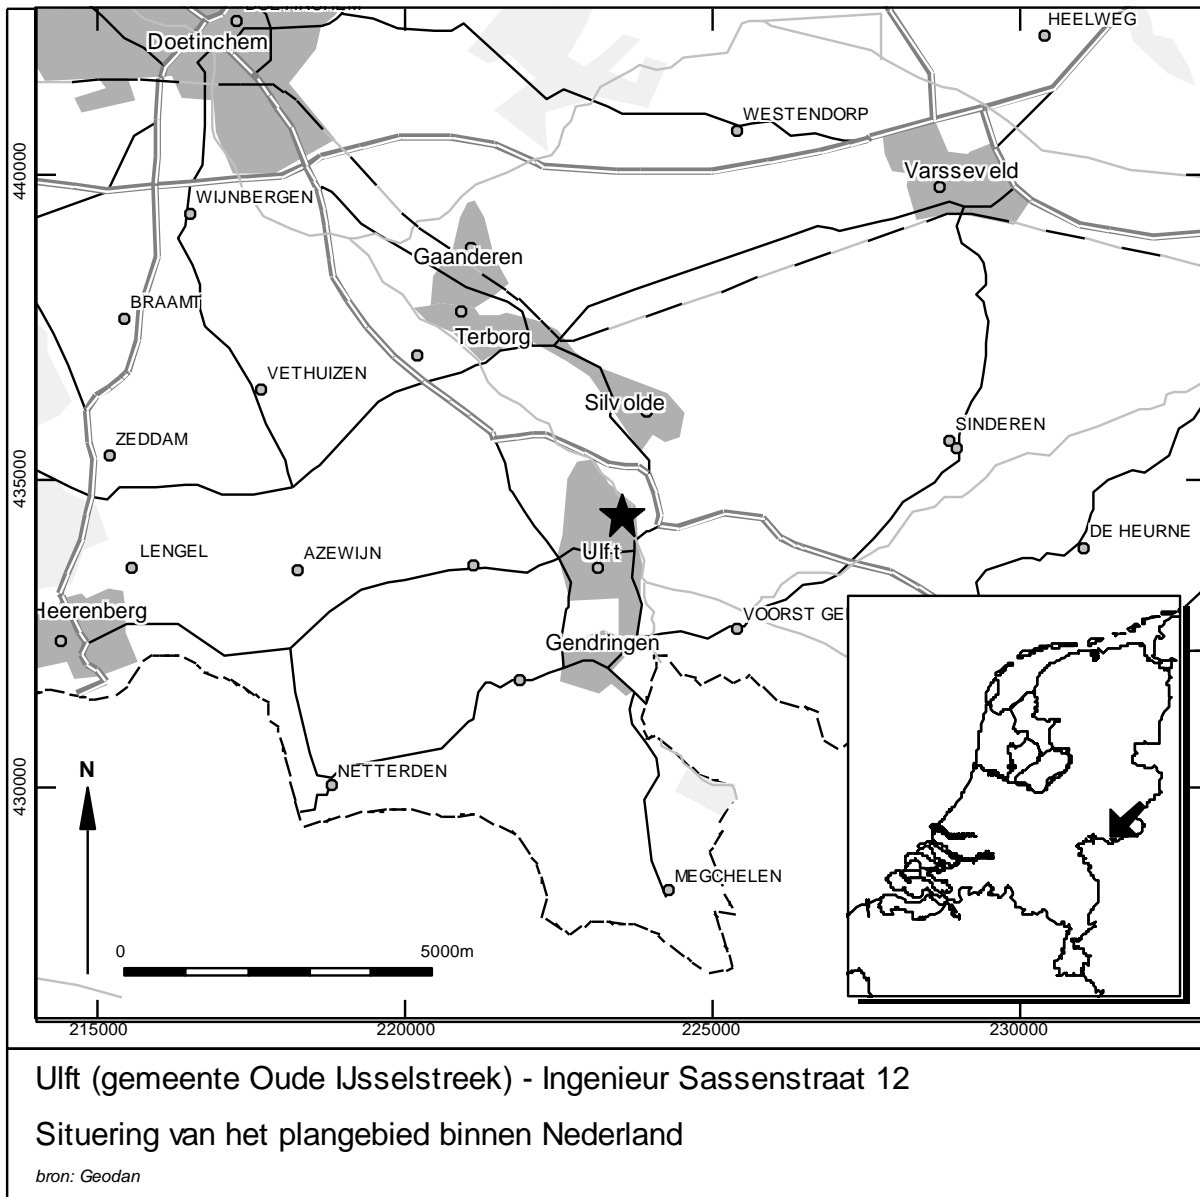 DOETINCHEM
Doetinchem
HEELWEG
WESTENDORP
Varsseveld
WIJNBERGEN
Gaanderen
BRAAMT
Terborg
VETHUIZEN
Silvolde
ZEDDAM
SINDEREN
LENGEL
AZEWIJN
Ulft
DE HEURNE
Heerenberg
VOORST GE
Gendringen
NETTERDEN
MEGCHELEN
N
0
5000m
440000
435000
430000
215000
220000
225000
230000
Ulft (gemeente Oude IJsselstreek) - Ingenieur Sassenstraat 12
Situering van het plangebied binnen Nederland
bron: Geodan